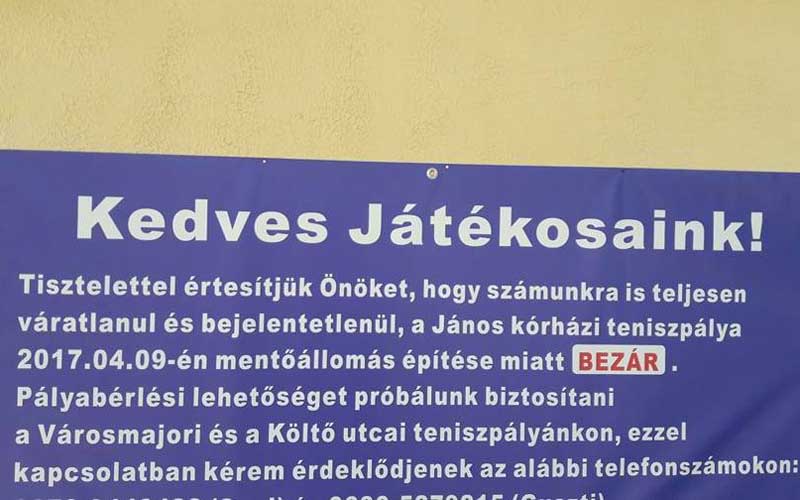 Kedves Játékosaink!
Tisztelettel értesítjük Önöket, hogy számunkra is teljesen
váratlanul és bejelentetlenül, a János kórházi teniszpálya
2017.04.09-én mentőállomás építése miatt BEZÁR .
Pályabérlési lehetőséget próbálunk biztosítani
a Városmajori és a Költő utcai teniszpályánkon, ezzel
kapcsolatban kérem érdeklődjenek az alábbi telefonszámokon: